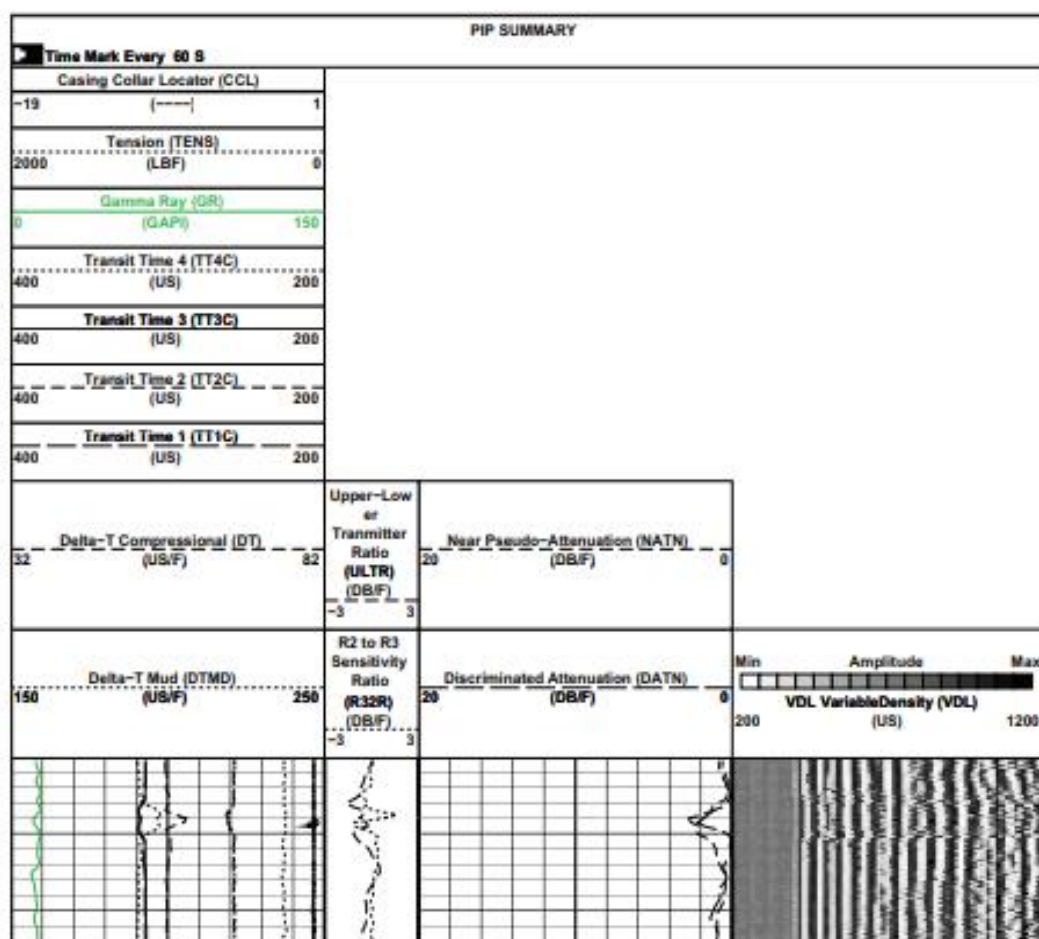 PIP SUMMARY
Time Mark Every 60 S
Casing Collar Locator (CCL)
−19 (−−−−| 1
Tension (TENS)
2000 (LBF) 0
Gamma Ray (GR)
0 (GAPI) 150
Transit Time 4 (TT4C)
400 (US) 200
Transit Time 3 (TT3C)
400 (US) 200
Transit Time 2 (TT2C)
400 (US) 200
Transit Time 1 (TT1C)
400 (US) 200
Delta−T Compressional (DT)
32 (US/F) 82
Upper−Low
er
Tranmitter
Ratio
(ULTR)
(DB/F)
−3 3
Near Pseudo−Attenuation (NATN)
20 (DB/F) 0
Delta−T Mud (DTMD)
150 (US/F) 250
R2 to R3
Sensitivity
Ratio
(R32R)
(DB/F)
−3 3
Discriminated Attenuation (DATN)
20 (DB/F) 0
Min Amplitude Max
VDL VariableDensity (VDL)
200 (US) 1200